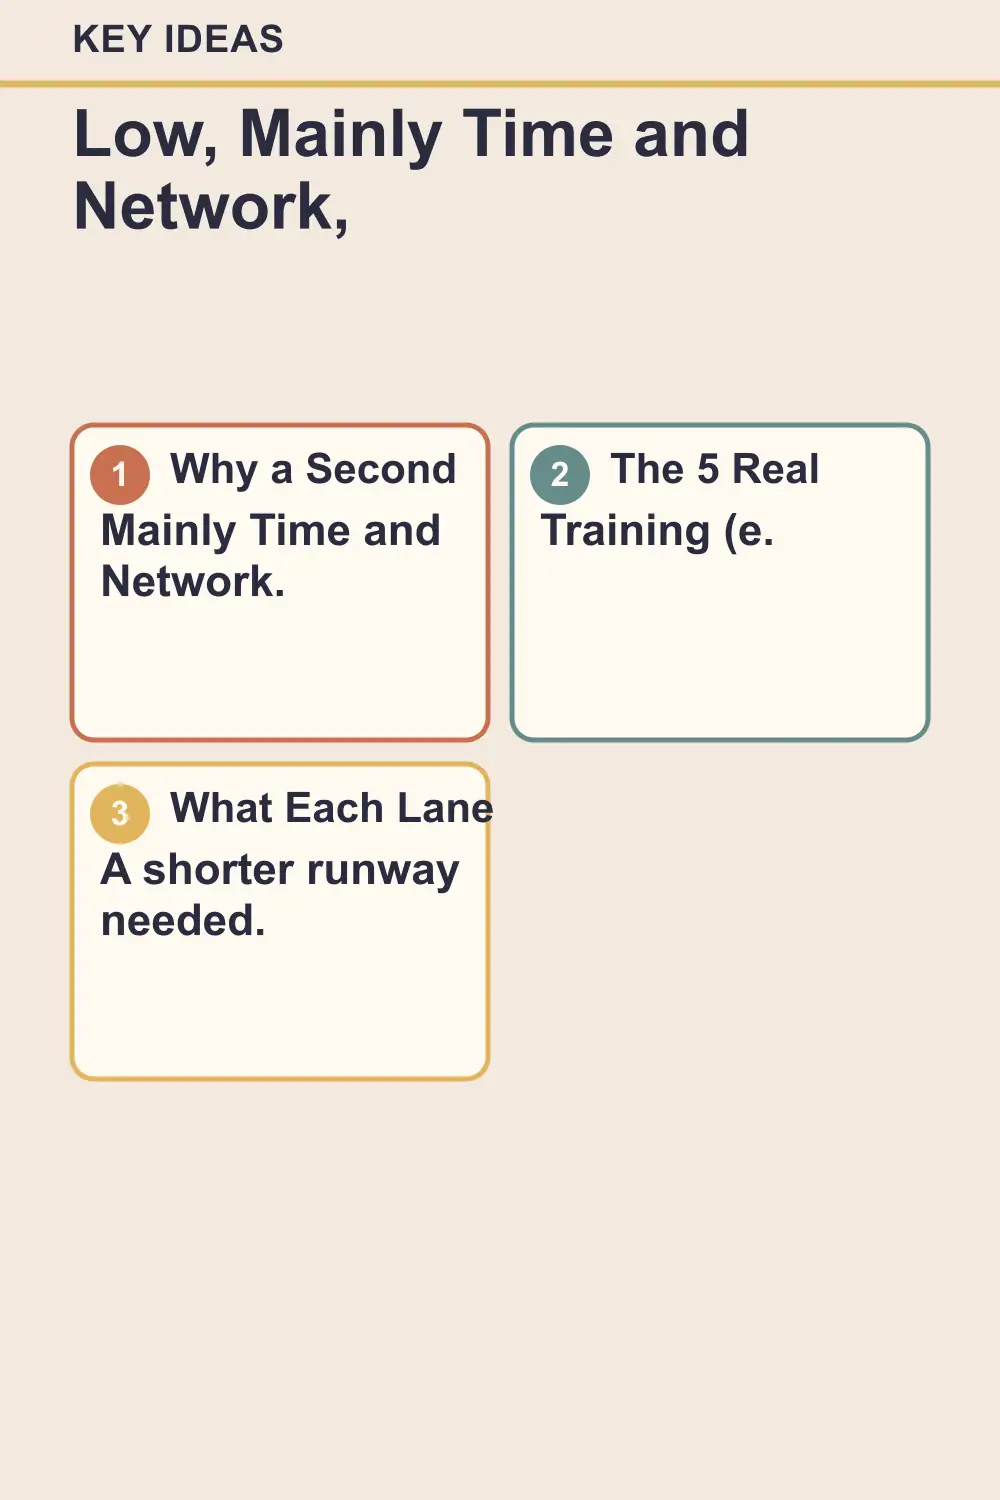 KEY IDEAS
Low, Mainly Time and
Network,
1 Why a Second
Mainly Time and
Network.
2 The 5 Real
Training (e.
3 What Each Lane
A shorter runway
needed.